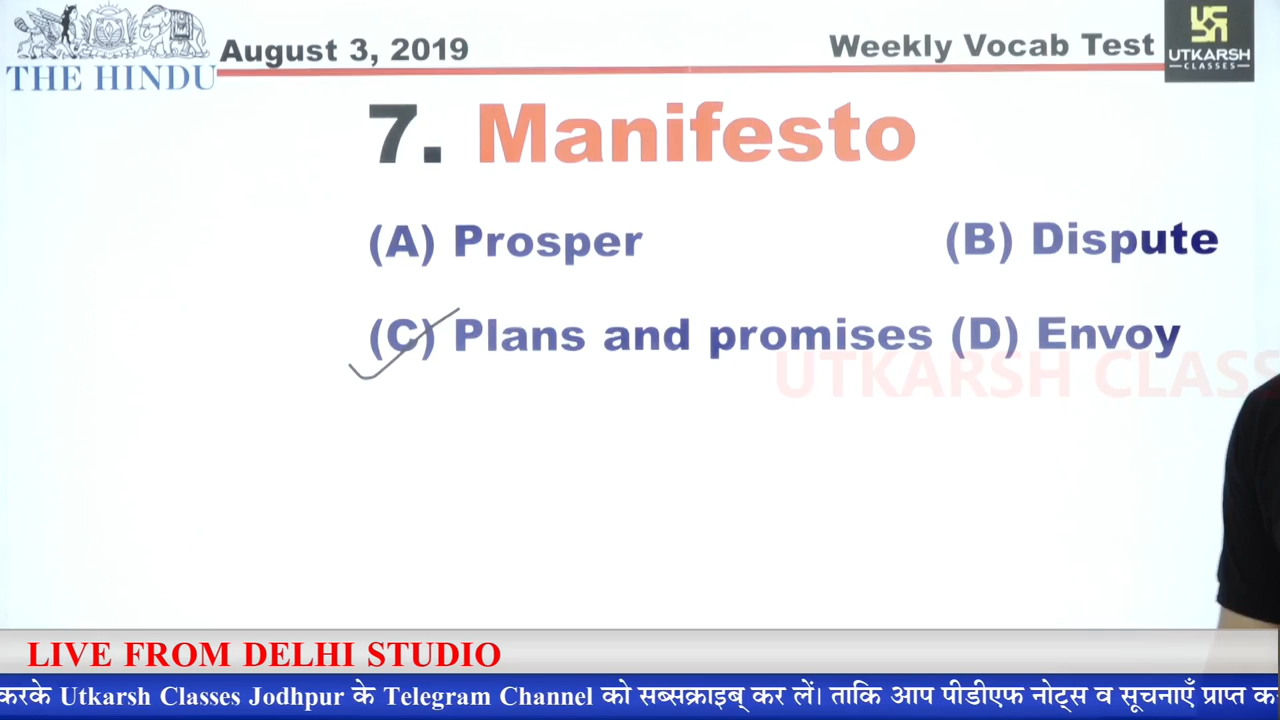 THE HINDU
August 3, 2019
Weekly Vocab Test
UTKARSH
CLASSES
7. Manifesto
(A) Prosper (B) Dispute
(C) Plans and promises (D) Envoy
UTKARSH CLASS
LIVE FROM DELHI STUDIO
करके Utkarsh Classes Jodhpur के Telegram Channel को सब्सक्राइब् कर लें। ताकि आप पीडीएफ नोट्स व सूचनाएँ प्राप्त क